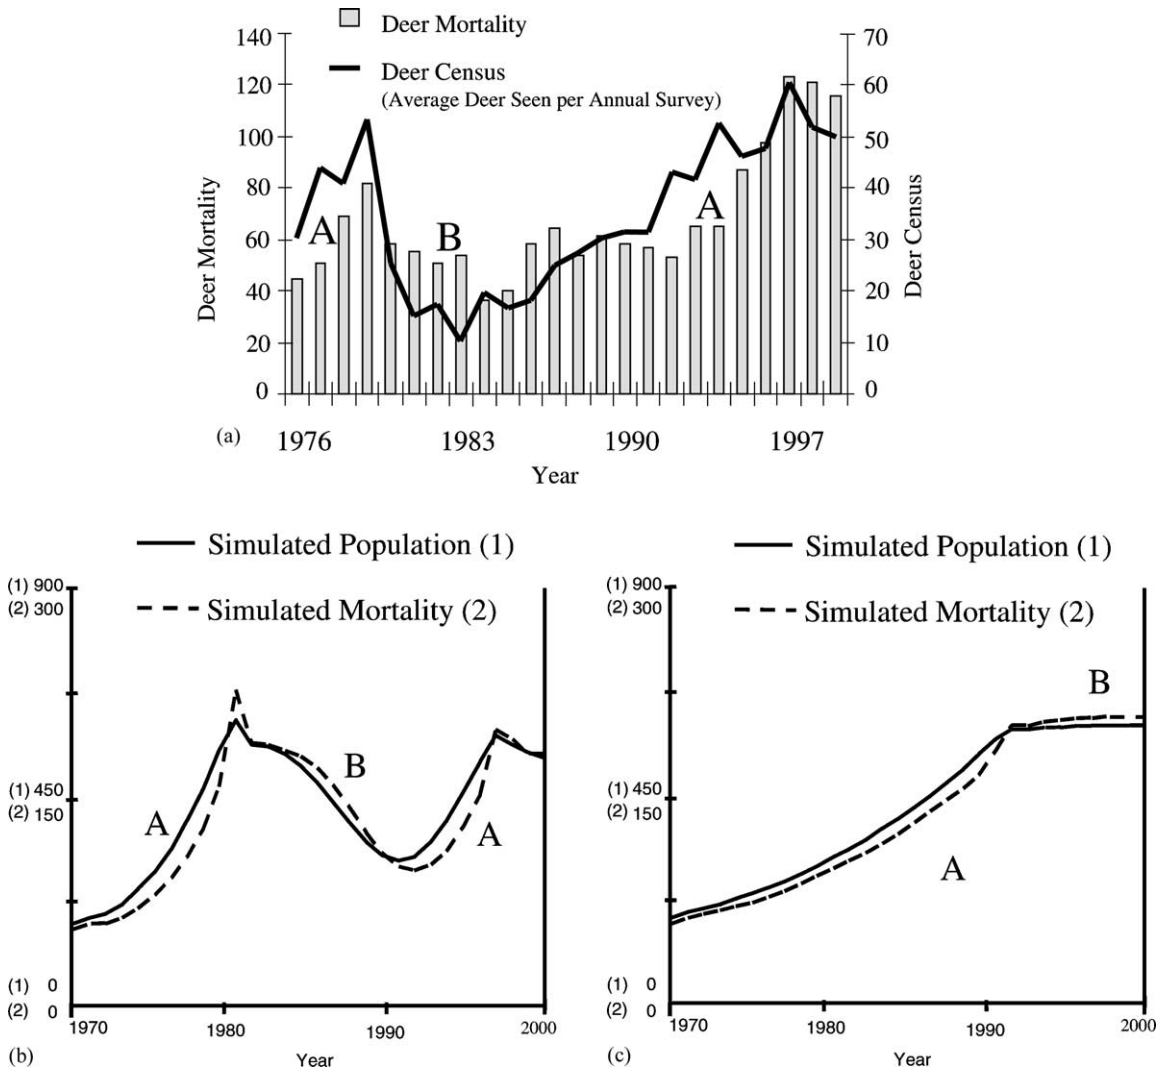 Deer Mortality
Deer Census
(Average Deer Seen per Annual Survey)
140
120
100
80
60
40
20
0
Deer Mortality
70
60
50
40
30
20
10
0
Deer Census
A
B
A
1976
1983
1990
1997
(a)
Year
Simulated Population (1)
Simulated Mortality (2)
(1) 900
(2) 300
(1) 450
(2) 150
(1) 0
(2) 0
A
B
A
1970
1980
1990
2000
(b)
Year
Simulated Population (1)
Simulated Mortality (2)
(1) 900
(2) 300
(1) 450
(2) 150
(1) 0
(2) 0
B
A
1970
1980
1990
2000
(c)
Year